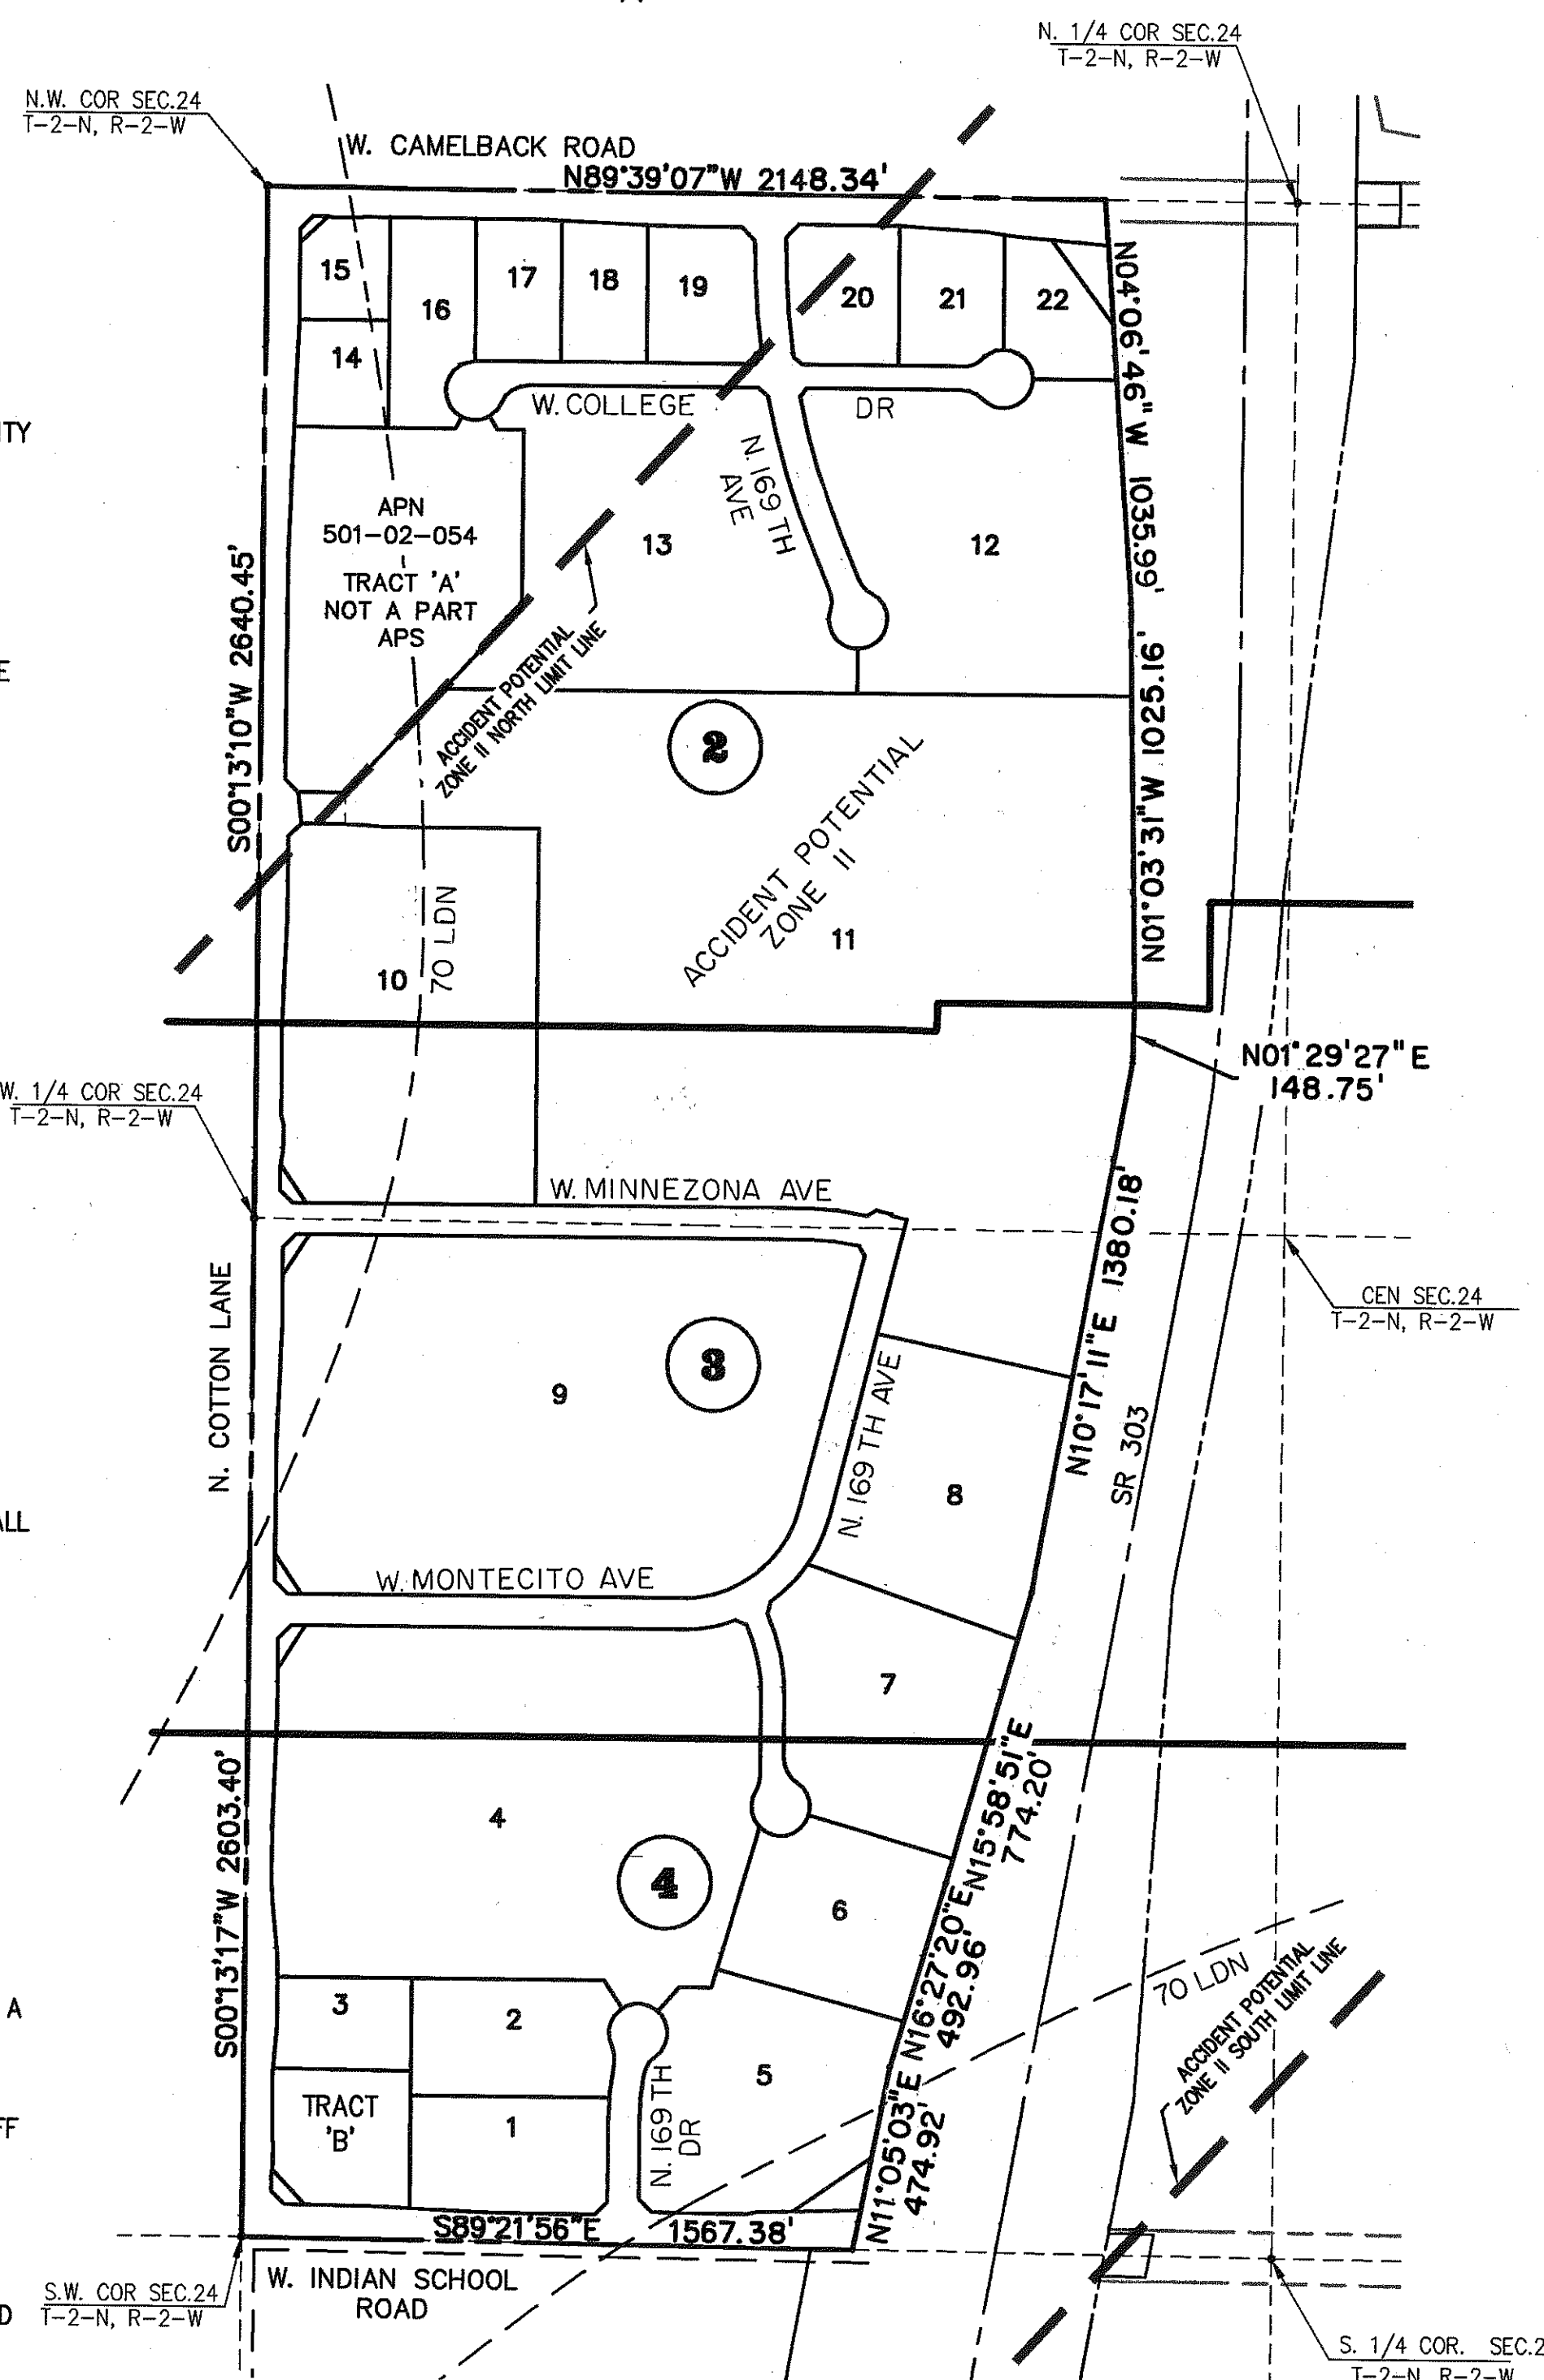 N. 1/4 COR SEC.24
T-2-N, R-2-W
N.W. COR SEC.24
T-2-N, R-2-W
W. CAMELBACK ROAD
N89°39'07"W 2148.34'
15
16
17
18
19
20
21
22
14
N04°06'46"W 1035.99'
W. COLLEGE DR
N. 169 TH
AVE
APN
501-02-054
TRACT 'A'
NOT A PART
APS
13
12
S00°13'10"W 2640.45'
ACCIDENT POTENTIAL
ZONE II NORTH LIMIT LINE
2
N01°03'31"W 1025.16'
ACCIDENT POTENTIAL
ZONE II
11
10
70 LDN
N01°29'27"E
148.75'
W. 1/4 COR SEC.24
T-2-N, R-2-W
W. MINNEZONA AVE
N10°17'11"E 1380.18'
CEN SEC.24
T-2-N, R-2-W
N. COTTON LANE
3
9
N. 169 TH AVE
SR 303
8
W. MONTECITO AVE
7
N15°58'51"E
774.20'
4
4
S00°13'17"W 2603.40'
6
N16°27'20"E
492.96'
70 LDN
ACCIDENT POTENTIAL
ZONE II SOUTH LIMIT LINE
3
2
5
TRACT
'B'
1
N. 169 TH
DR
N11°05'03"E
474.92'
S89°21'56"E 1567.38'
W. INDIAN SCHOOL
ROAD
S.W. COR SEC.24
T-2-N, R-2-W
S. 1/4 COR. SEC.2
T-2-N, R-2-W
ITY
E
ALL
A
FF
D